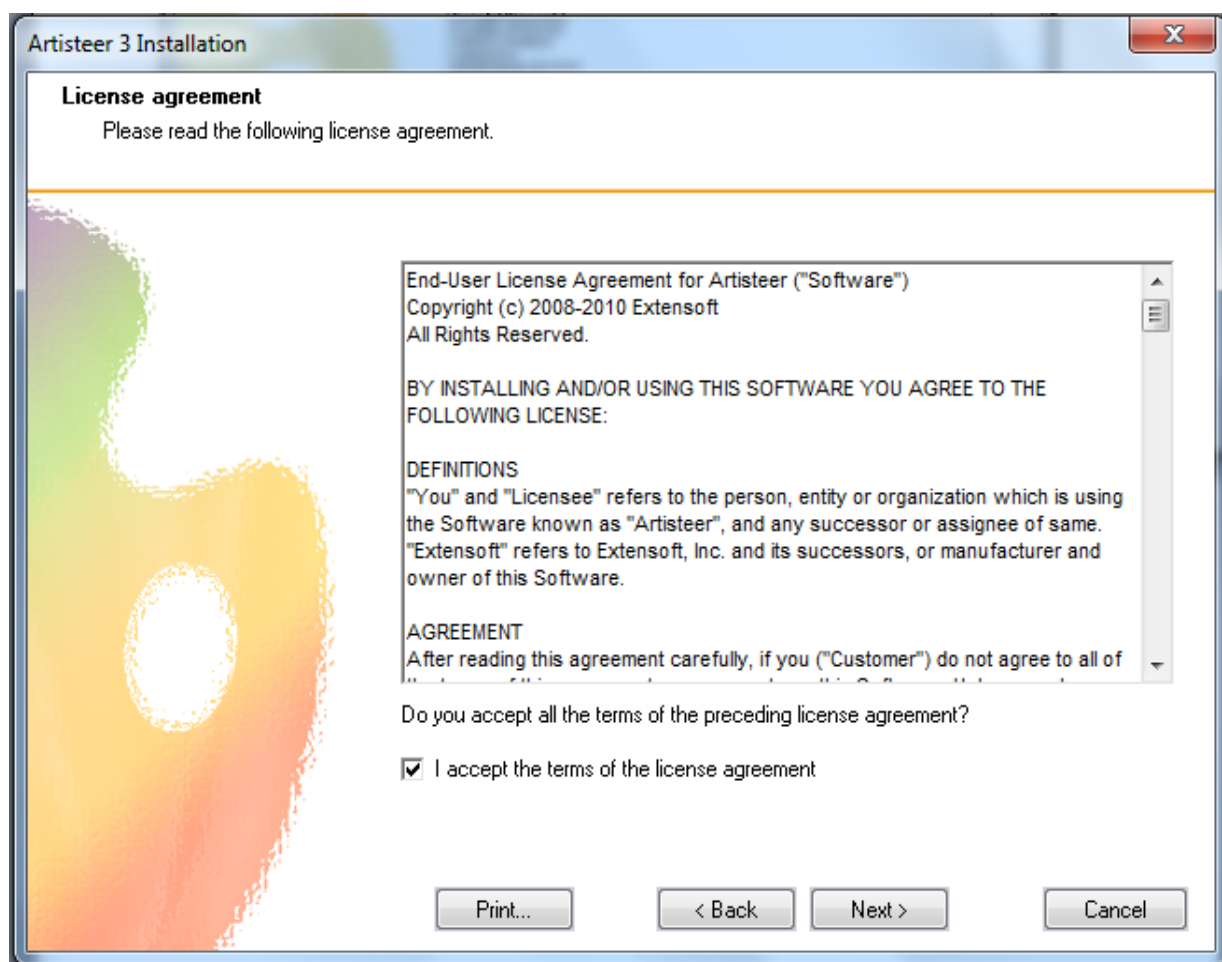 Artisteer 3 Installation
License agreement
Please read the following license agreement.
End-User License Agreement for Artisteer ("Software")
Copyright (c) 2008-2010 Extensoft
All Rights Reserved.
BY INSTALLING AND/OR USING THIS SOFTWARE YOU AGREE TO THE
FOLLOWING LICENSE:
DEFINITIONS
"You" and "Licensee" refers to the person, entity or organization which is using
the Software known as "Artisteer", and any successor or assignee of same.
"Extensoft" refers to Extensoft, Inc. and its successors, or manufacturer and
owner of this Software.
AGREEMENT
After reading this agreement carefully, if you ("Customer") do not agree to all of
Do you accept all the terms of the preceding license agreement?
I accept the terms of the license agreement
Print...
< Back
Next >
Cancel